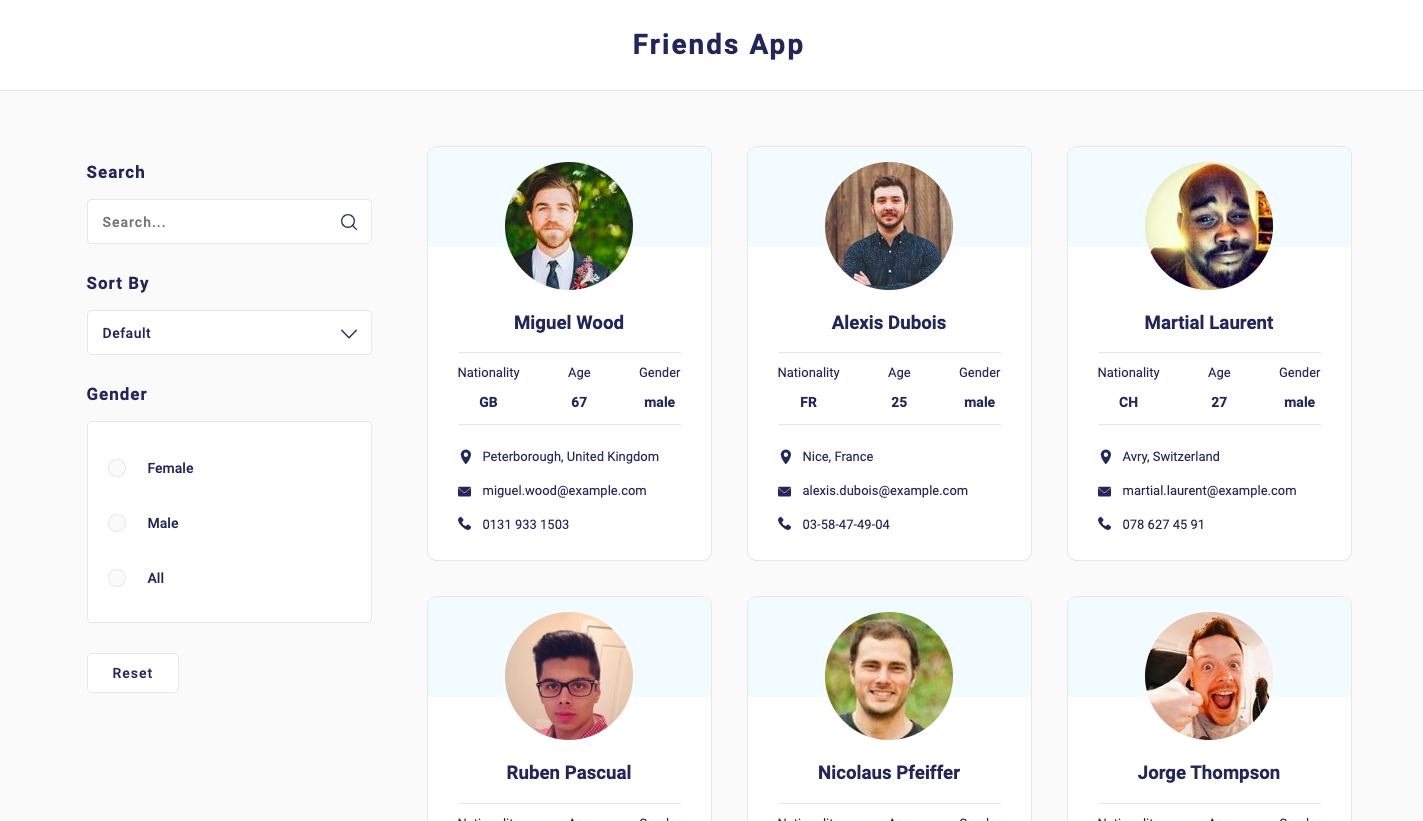 Friends App
Search
Search...
Sort By
Default
Gender
Female
Male
All
Reset
Miguel Wood
Nationality Age Gender
GB 67 male
Peterborough, United Kingdom
miguel.wood@example.com
0131 933 1503
Alexis Dubois
Nationality Age Gender
FR 25 male
Nice, France
alexis.dubois@example.com
03-58-47-49-04
Martial Laurent
Nationality Age Gender
CH 27 male
Avry, Switzerland
martial.laurent@example.com
078 627 45 91
Ruben Pascual
Nicolaus Pfeiffer
Jorge Thompson